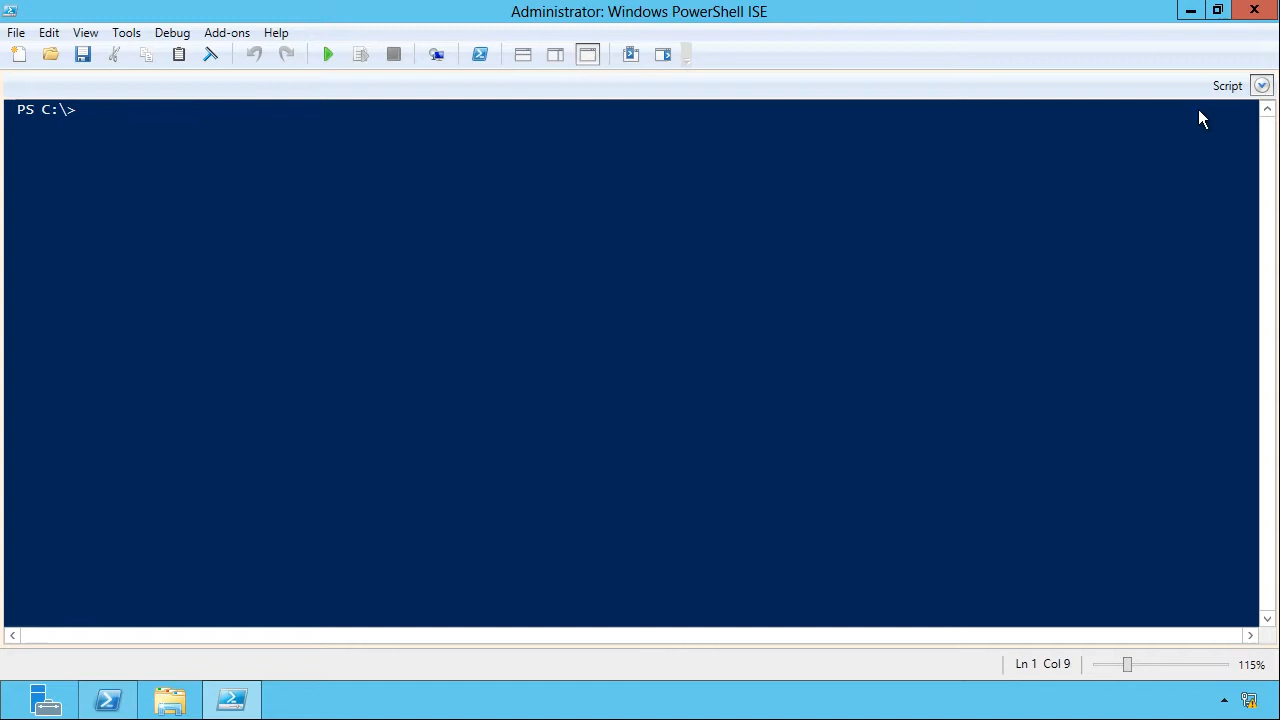 Administrator: Windows PowerShell ISE
File Edit View Tools Debug Add-ons Help
Script
PS C:\>
Ln 1 Col 9
115%